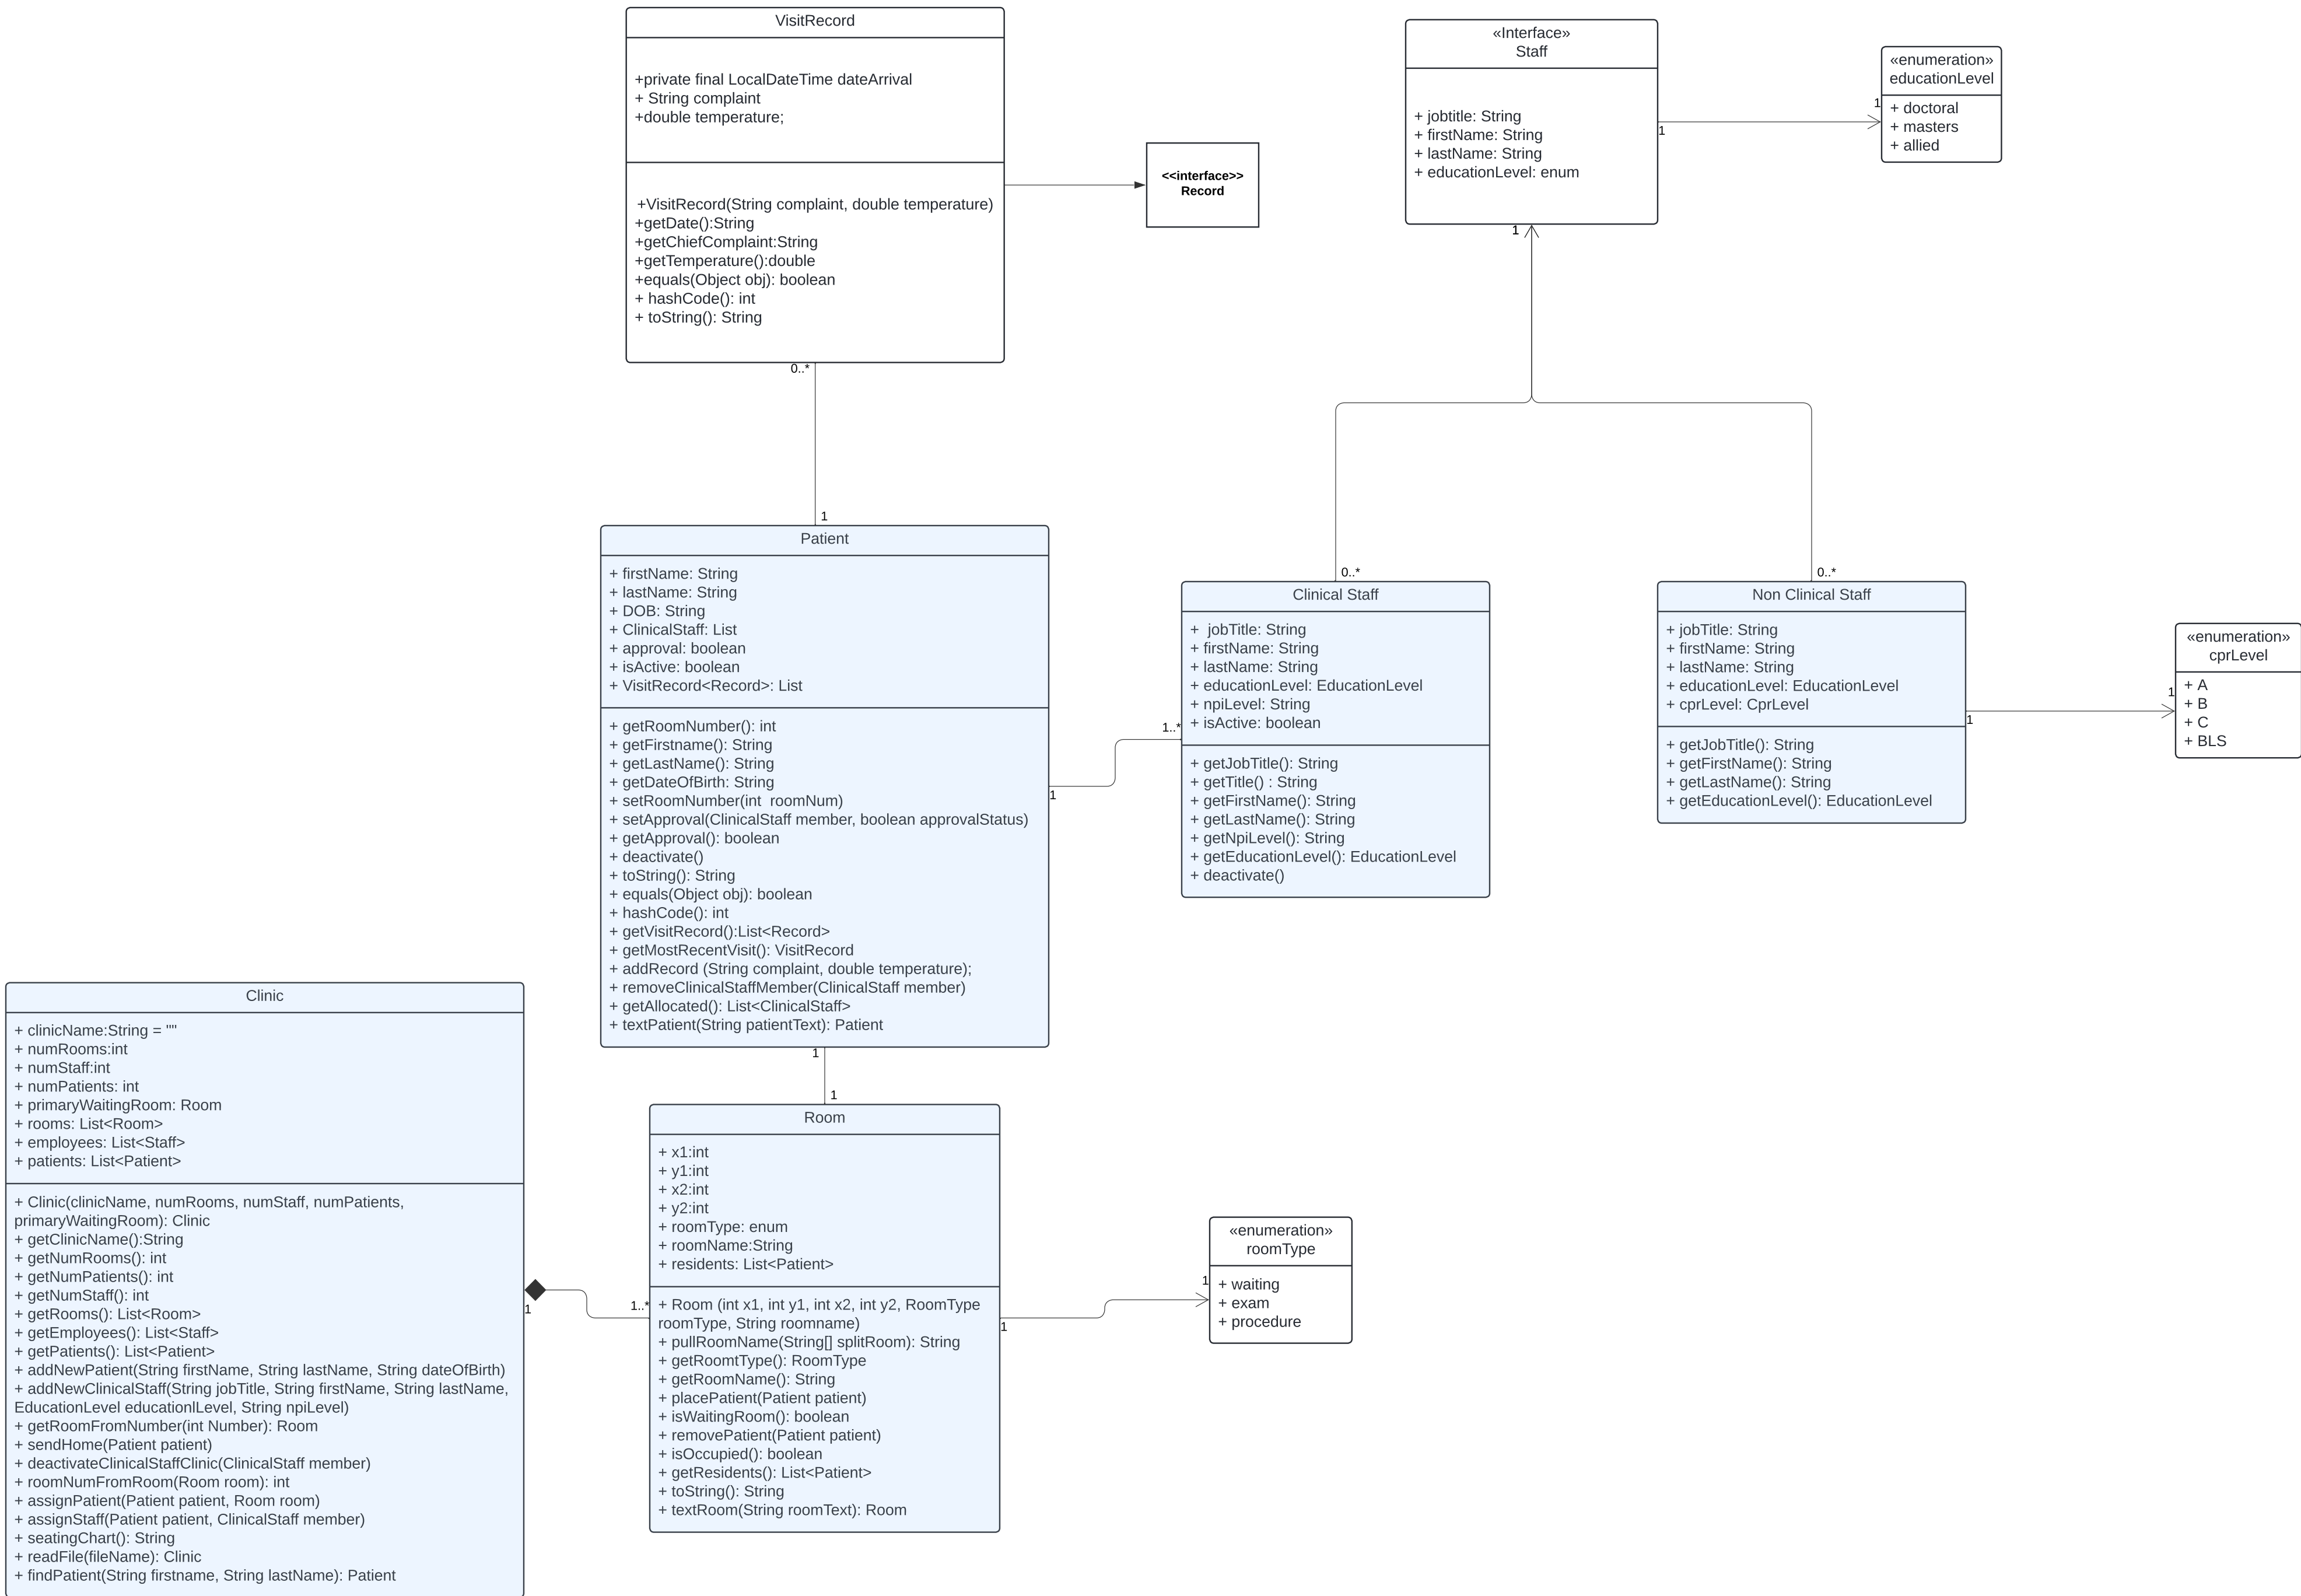 VisitRecord
+private final LocalDateTime dateArrival
+ String complaint
+double temperature;
+VisitRecord(String complaint, double temperature)
+getDate():String
+getChiefComplaint:String
+getTemperature():double
+equals(Object obj): boolean
+ hashCode(): int
+ toString(): String
0..*
<<interface>>
Record
«Interface»
Staff
+ jobtitle: String
+ firstName: String
+ lastName: String
+ educationLevel: enum
1
1
1
«enumeration»
educationLevel
+ doctoral
+ masters
+ allied
1
Patient
+ firstName: String
+ lastName: String
+ DOB: String
+ ClinicalStaff: List
+ approval: boolean
+ isActive: boolean
+ VisitRecord<Record>: List
+ getRoomNumber(): int
+ getFirstname(): String
+ getLastName(): String
+ getDateOfBirth: String
+ setRoomNumber(int  roomNum)
+ setApproval(ClinicalStaff member, boolean approvalStatus)
+ getApproval(): boolean
+ deactivate()
+ toString(): String
+ equals(Object obj): boolean
+ hashCode(): int
+ getVisitRecord():List<Record>
+ getMostRecentVisit(): VisitRecord
+ addRecord (String complaint, double temperature);
+ removeClinicalStaffMember(ClinicalStaff member)
+ getAllocated(): List<ClinicalStaff>
+ textPatient(String patientText): Patient
1
1..*
0..*
Clinical Staff
+  jobTitle: String
+ firstName: String
+ lastName: String
+ educationLevel: EducationLevel
+ npiLevel: String
+ isActive: boolean
+ getJobTitle(): String
+ getTitle() : String
+ getFirstName(): String
+ getLastName(): String
+ getNpiLevel(): String
+ getEducationLevel(): EducationLevel
+ deactivate()
0..*
Non Clinical Staff
+ jobTitle: String
+ firstName: String
+ lastName: String
+ educationLevel: EducationLevel
+ cprLevel: CprLevel
+ getJobTitle(): String
+ getFirstName(): String
+ getLastName(): String
+ getEducationLevel(): EducationLevel
1
1
«enumeration»
cprLevel
+ A
+ B
+ C
+ BLS
Clinic
+ clinicName:String = ""
+ numRooms:int
+ numStaff:int
+ numPatients: int
+ primaryWaitingRoom: Room
+ rooms: List<Room>
+ employees: List<Staff>
+ patients: List<Patient>
+ Clinic(clinicName, numRooms, numStaff, numPatients,
primaryWaitingRoom): Clinic
+ getClinicName():String
+ getNumRooms(): int
+ getNumPatients(): int
+ getNumStaff(): int
+ getRooms(): List<Room>
+ getEmployees(): List<Staff>
+ getPatients(): List<Patient>
+ addNewPatient(String firstName, String lastName, String dateOfBirth)
+ addNewClinicalStaff(String jobTitle, String firstName, String lastName,
EducationLevel educationlLevel, String npiLevel)
+ getRoomFromNumber(int Number): Room
+ sendHome(Patient patient)
+ deactivateClinicalStaffClinic(ClinicalStaff member)
+ roomNumFromRoom(Room room): int
+ assignPatient(Patient patient, Room room)
+ assignStaff(Patient patient, ClinicalStaff member)
+ seatingChart(): String
+ readFile(fileName): Clinic
+ findPatient(String firstname, String lastName): Patient
1
1..*
1
1
Room
+ x1:int
+ y1:int
+ x2:int
+ y2:int
+ roomType: enum
+ roomName:String
+ residents: List<Patient>
+ Room (int x1, int y1, int x2, int y2, RoomType
roomType, String roomname)
+ pullRoomName(String[] splitRoom): String
+ getRoomtType(): RoomType
+ getRoomName(): String
+ placePatient(Patient patient)
+ isWaitingRoom(): boolean
+ removePatient(Patient patient)
+ isOccupied(): boolean
+ getResidents(): List<Patient>
+ toString(): String
+ textRoom(String roomText): Room
1
1
«enumeration»
roomType
+ waiting
+ exam
+ procedure